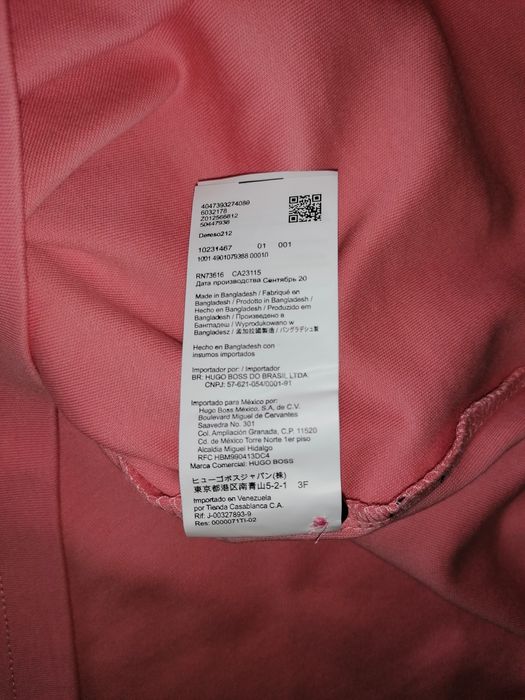 4047393274089
6032178
Z012566812
50447938
Dereso212
10231467 01 001
1001 4901079388 00010
RN73616 CA23115
Дата производства Сентябрь 20
Made in Bangladesh / Fabriqué en
Bangladesh / Prodotto in Bangladesh /
Hecho en Bangladesh / Produzido em
Bangladesh / Произведено в
Бангладеш / Wyprodukowano w
Bangladesz / 孟加拉國製造 / バングラデシュ製
Hecho en Bangladesh con
insumos importados
Importador por: / Importador
BR: HUGO BOSS DO BRASIL LTDA.
CNPJ: 57-621-054/0001-91
Importado para México por:
Hugo Boss México, S.A, de C.V.
Boulevard Miguel de Cervantes
Saavedra No. 301
Col. Ampliación Granada, C.P. 11520
Cd. de México Torre Norte 1er piso
Alcaldía Miguel Hidalgo
RFC HBM990413DC4
Marca Comercial: HUGO BOSS
ヒューゴボスジャパン(株)
東京都港区南青山5-2-1 3F
Importado en Venezuela
por Tienda Casablanca C.A.
Rif: J-00327893-9
Res: 0000071TI-02